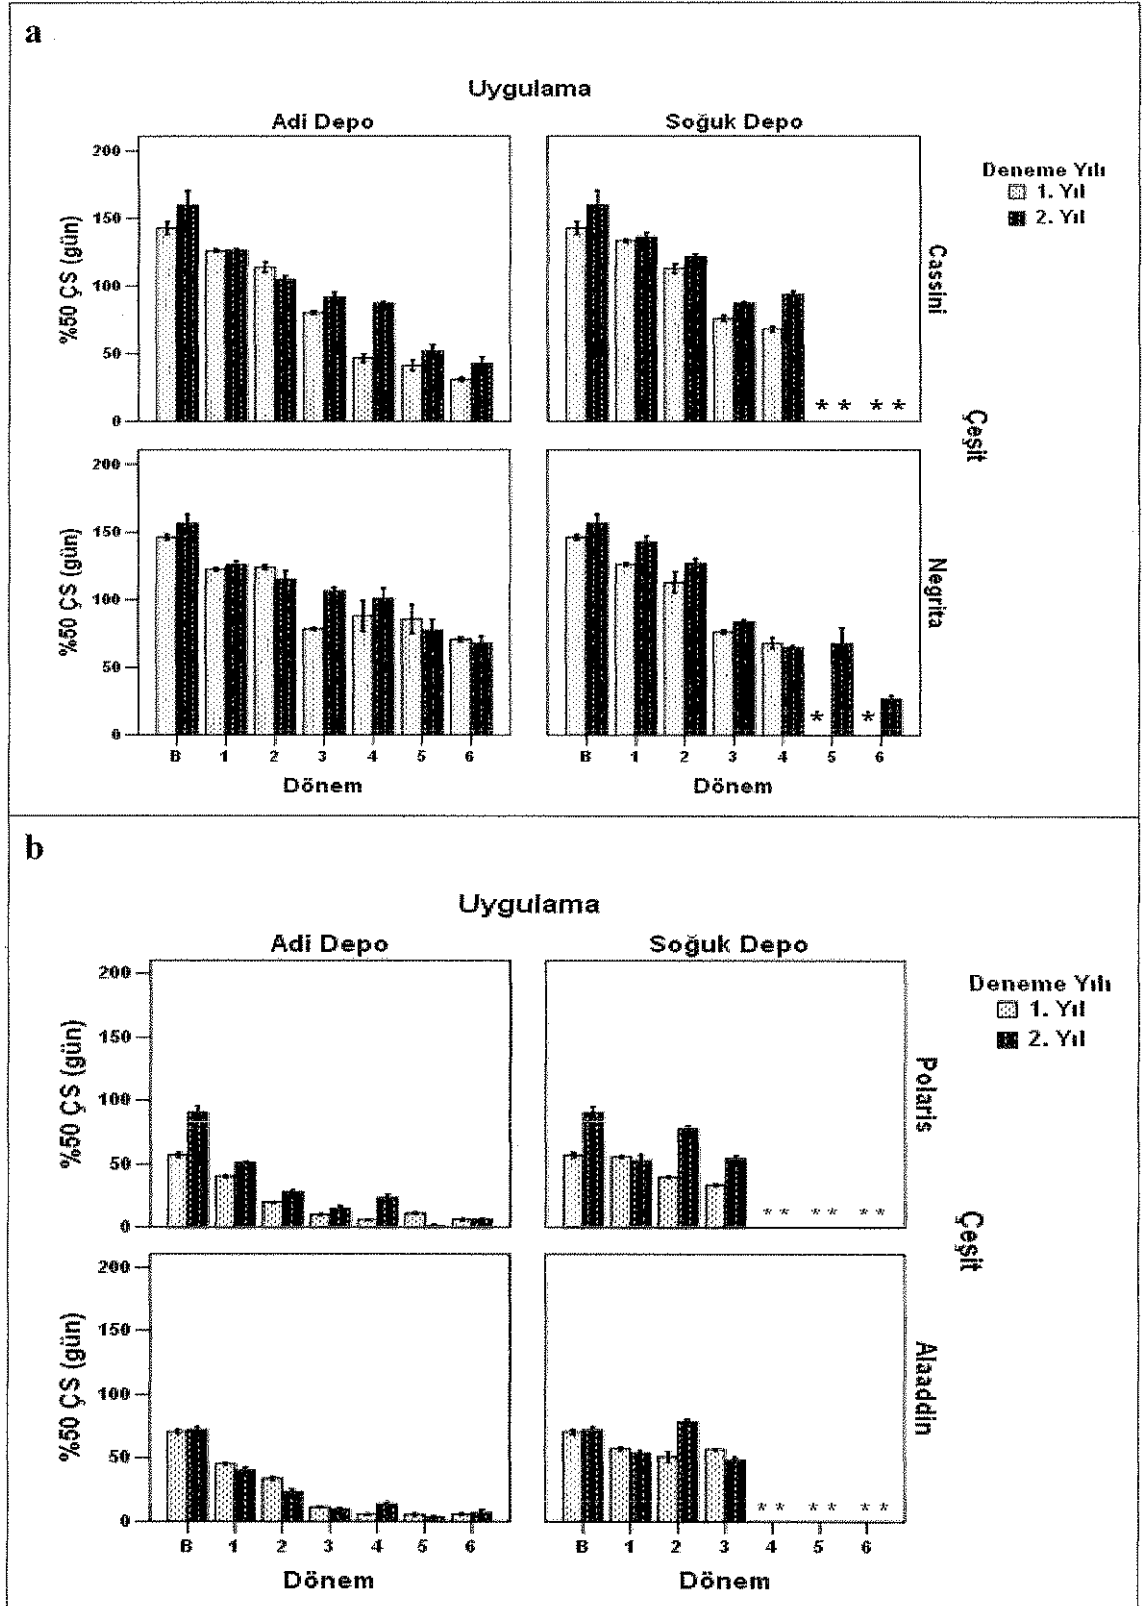 a
Uygulama
Adi Depo
Soğuk Depo
Deneme Yılı
1. Yıl
2. Yıl
%50 ÇS (gün)
200
150
100
50
0
* * * *
Cassini
Çeşit
%50 ÇS (gün)
200
150
100
50
0
* *
Negrita
B 1 2 3 4 5 6
B 1 2 3 4 5 6
Dönem
Dönem
b
Uygulama
Adi Depo
Soğuk Depo
Deneme Yılı
1. Yıl
2. Yıl
%50 ÇS (gün)
200
150
100
50
0
* * * * * *
Polaris
Çeşit
%50 ÇS (gün)
200
150
100
50
0
* * * * * *
Alaaddin
B 1 2 3 4 5 6
B 1 2 3 4 5 6
Dönem
Dönem